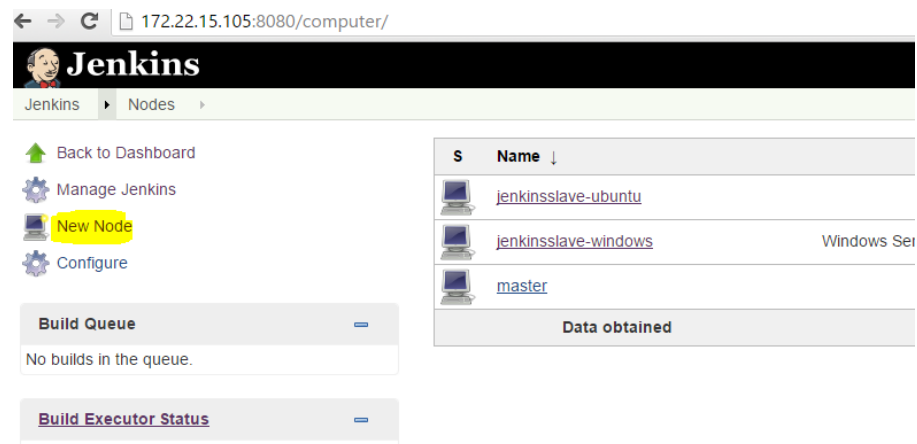 172.22.15.105:8080/computer/
Jenkins
Jenkins Nodes
Back to Dashboard
Manage Jenkins
New Node
Configure
Build Queue
No builds in the queue.
Build Executor Status
S Name ↓
jenkinsslave-ubuntu
jenkinsslave-windows Windows Ser
master
Data obtained